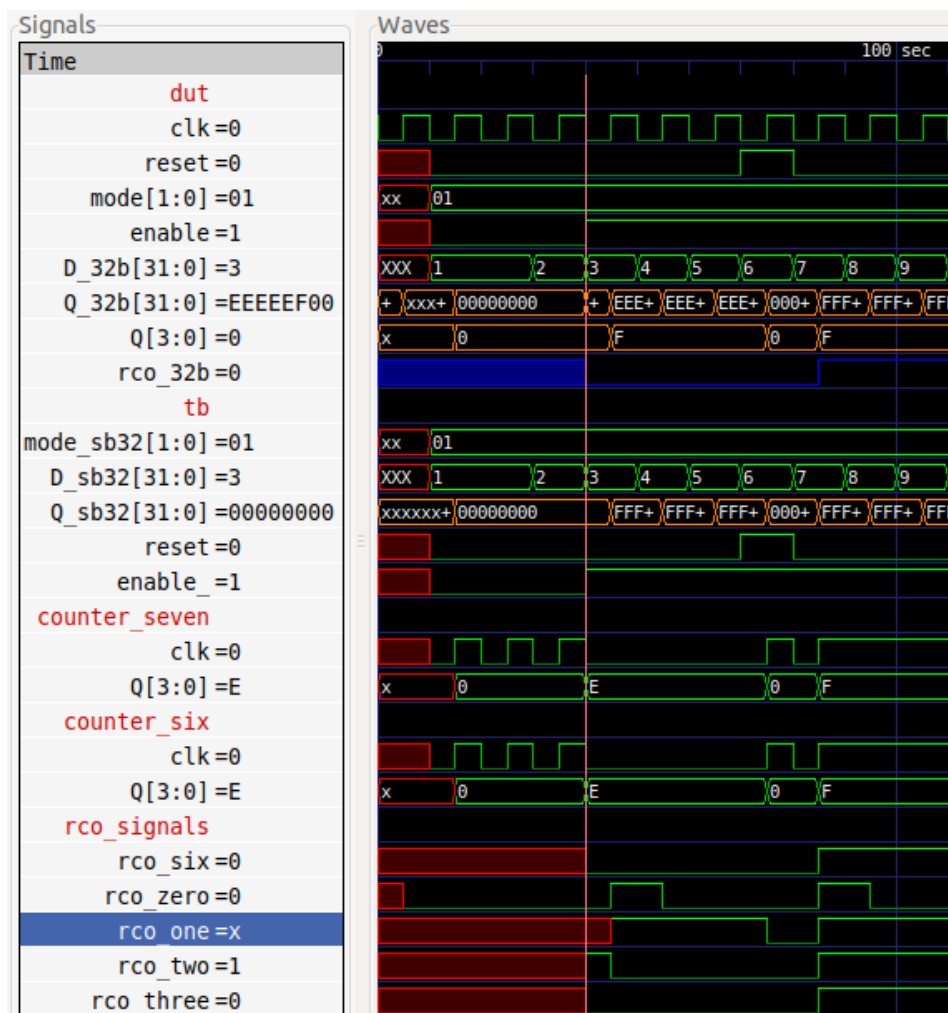 Signals
Waves
Time
0 100 sec
dut
clk =0
reset =0
mode[1:0] =01
xx 01
enable =1
D_32b[31:0] =3
XXX 1 2 3 4 5 6 7 8 9
Q_32b[31:0] =EEEEEF00
+ xxx+ 00000000 + EEE+ EEE+ EEE+ 000+ FFF+ FFF+ FF
Q[3:0] =0
x 0 F 0 F
rco_32b =0
tb
mode_sb32[1:0] =01
xx 01
D_sb32[31:0] =3
XXX 1 2 3 4 5 6 7 8 9
Q_sb32[31:0] =00000000
xxxxxx+ 00000000 FFF+ FFF+ FFF+ 000+ FFF+ FFF+ FF
reset =0
enable_ =1
counter_seven
clk =0
Q[3:0] =E
x 0 E 0 F
counter_six
clk =0
Q[3:0] =E
x 0 E 0 F
rco_signals
rco_six =0
rco_zero =0
rco_one =x
rco_two =1
rco_three =0